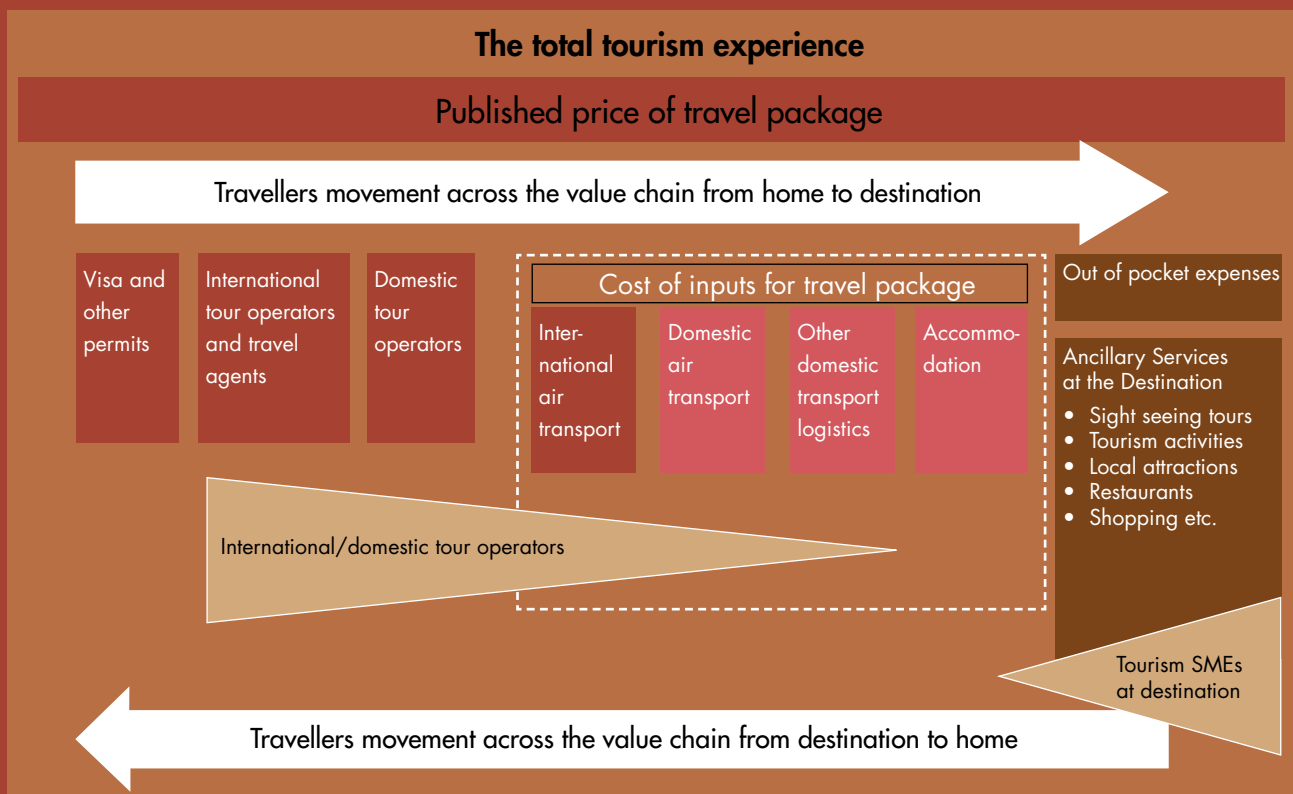 The total tourism experience
Published price of travel package
Travellers movement across the value chain from home to destination
Visa and
other
permits
International
tour operators
and travel
agents
Domestic
tour
operators
Cost of inputs for travel package
Inter-
national
air
transport
Domestic
air
transport
Other
domestic
transport
logistics
Accommo-
dation
Out of pocket expenses
Ancillary Services
at the Destination
• Sight seeing tours
• Tourism activities
• Local attractions
• Restaurants
• Shopping etc.
International/domestic tour operators
Tourism SMEs
at destination
Travellers movement across the value chain from destination to home